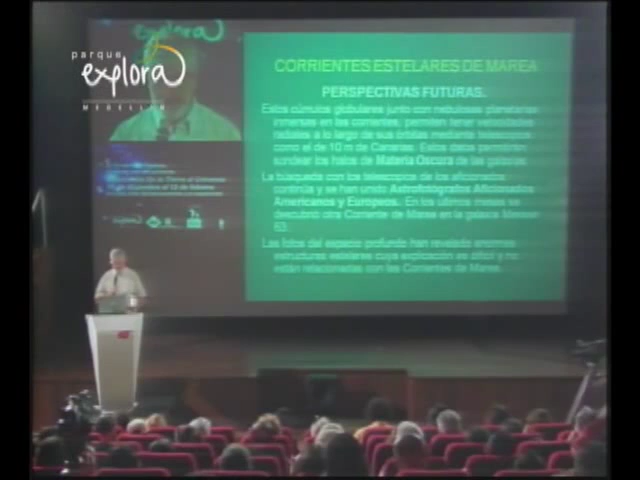 parque
explora
MEDELLIN
CORRIENTES ESTELARES DE MAREA
PERSPECTIVAS FUTURAS.
Estos cúmulos globulares junto con nebulosas planetarias
inmersas en las corrientes, permiten tener velocidades
radiales a lo largo de sus órbitas mediante telescopios
como el de 10 m de Canarias. Estos datos permitirán
sondear los halos de Materia Oscura de las galaxias.
La búsqueda con los telescopios de los aficionados
continúa y se han unido Astrofotógrafos Aficionados
Americanos y Europeos. En los últimos meses se
descubrió otra Corriente de Marea en la galaxia Messier
63.
Las fotos del espacio profundo han revelado enormes
estructuras estelares cuya explicación es difícil y no
están relacionadas con las Corrientes de Marea.